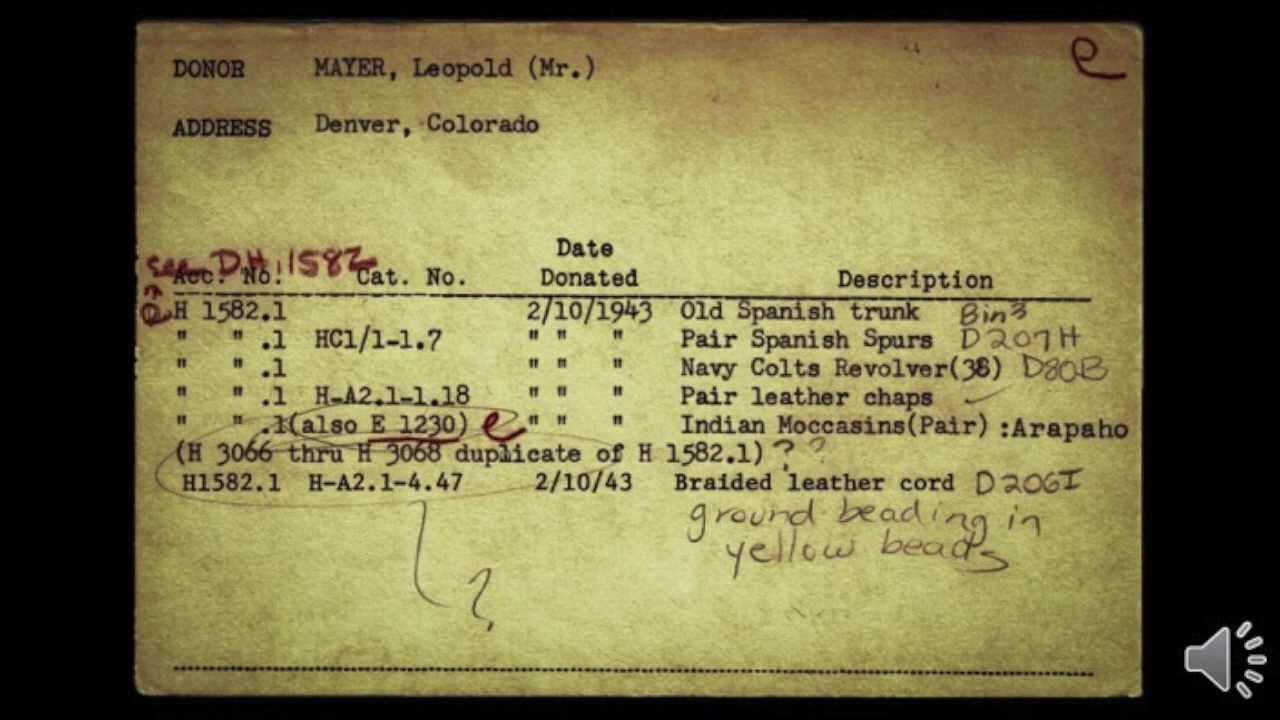 e
DONOR MAYER, Leopold (Mr.)
ADDRESS Denver, Colorado
see DH.1582
Date
Acc. No. Cat. No. Donated Description
H 1582.1 2/10/1943 Old Spanish trunk Bin 3
" " .1 HC1/1-1.7 " " " Pair Spanish Spurs D207H
" " .1 " " " Navy Colts Revolver(38) D80B
" " .1 H-A2.1-1.18 " " " Pair leather chaps
" " .1(also E 1230) e " " " Indian Moccasins(Pair) :Arapaho
(H 3066 thru H 3068 duplicate of H 1582.1) ? ?
H1582.1 H-A2.1-4.47 2/10/43 Braided leather cord D206I
ground beading in
yellow beads
?